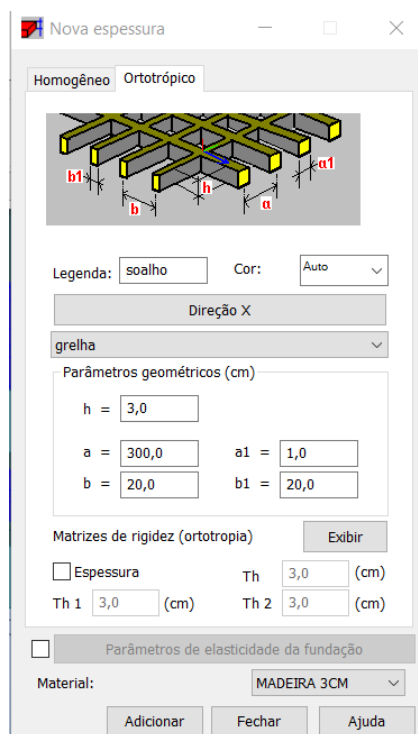 Nova espessura
Homogêneo Ortotrópico
b1 b h a a1
Legenda: soalho Cor: Auto
Direção X
grelha
Parâmetros geométricos (cm)
h = 3,0
a = 300,0 a1 = 1,0
b = 20,0 b1 = 20,0
Matrizes de rigidez (ortotropia) Exibir
Espessura Th 3,0 (cm)
Th 1 3,0 (cm) Th 2 3,0 (cm)
Parâmetros de elasticidade da fundação
Material: MADEIRA 3CM
Adicionar Fechar Ajuda